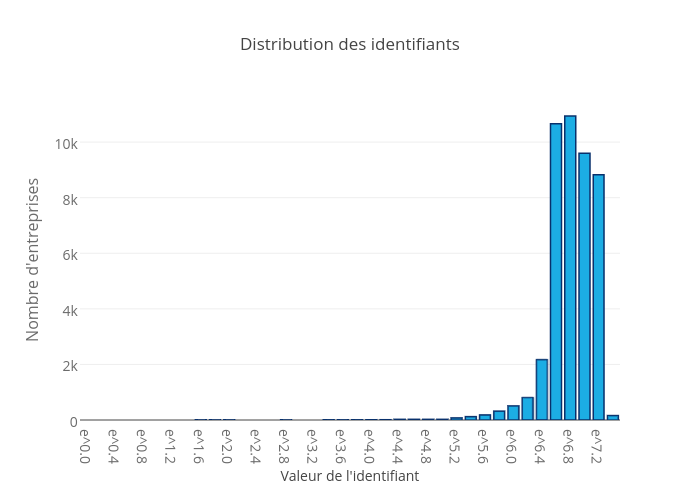 Distribution des identifiants
Nombre d'entreprises
10k
8k
6k
4k
2k
0
e^0.0
e^0.4
e^0.8
e^1.2
e^1.6
e^2.0
e^2.4
e^2.8
e^3.2
e^3.6
e^4.0
e^4.4
e^4.8
e^5.2
e^5.6
e^6.0
e^6.4
e^6.8
e^7.2
Valeur de l'identifiant